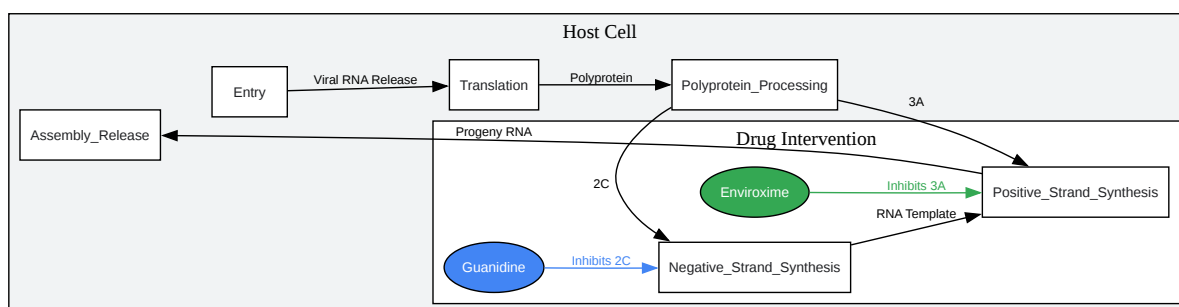 Host Cell
Entry
Viral RNA Release
Translation
Polyprotein
Polyprotein_Processing
3A
Assembly_Release
Progeny RNA
Drug Intervention
2C
Enviroxime
Inhibits 3A
Positive_Strand_Synthesis
RNA Template
Guanidine
Inhibits 2C
Negative_Strand_Synthesis